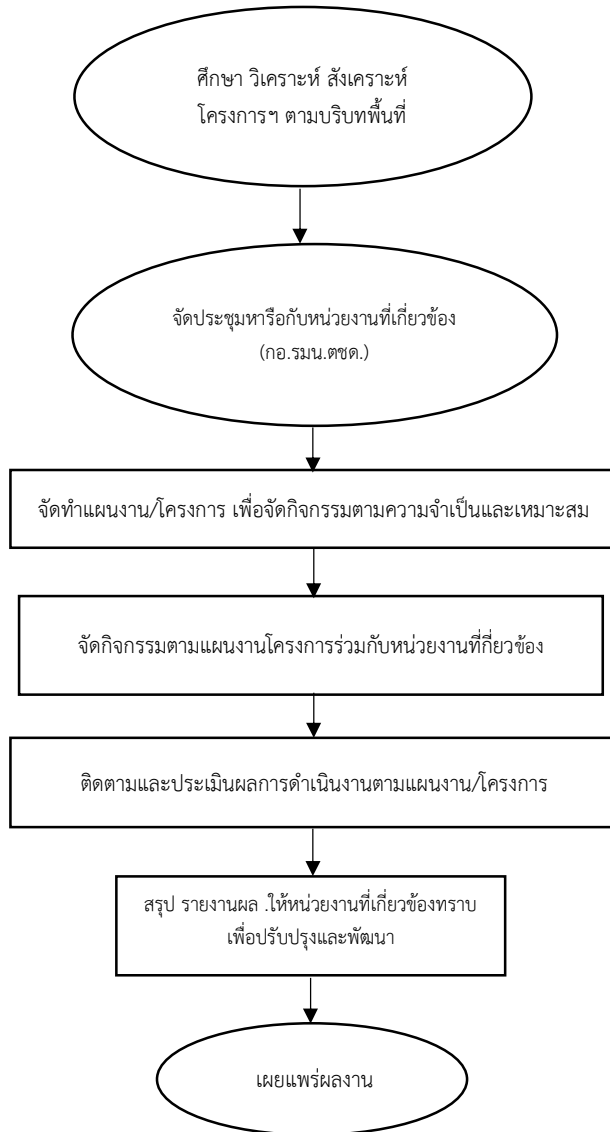 ศึกษา วิเคราะห์ สังเคราะห์
โครงการฯ ตามบริบทพื้นที่
จัดประชุมหารือกับหน่วยงานที่เกี่ยวข้อง
(กอ.รมน.ตชด.)
จัดทำแผนงาน/โครงการ เพื่อจัดกิจกรรมตามความจำเป็นและเหมาะสม
จัดกิจกรรมตามแผนงานโครงการร่วมกับหน่วยงานที่กี่ยวข้อง
ติดตามและประเมินผลการดำเนินงานตามแผนงาน/โครงการ
สรุป รายงานผล .ให้หน่วยงานที่เกี่ยวข้องทราบ
เพื่อปรับปรุงและพัฒนา
เผยแพร่ผลงาน